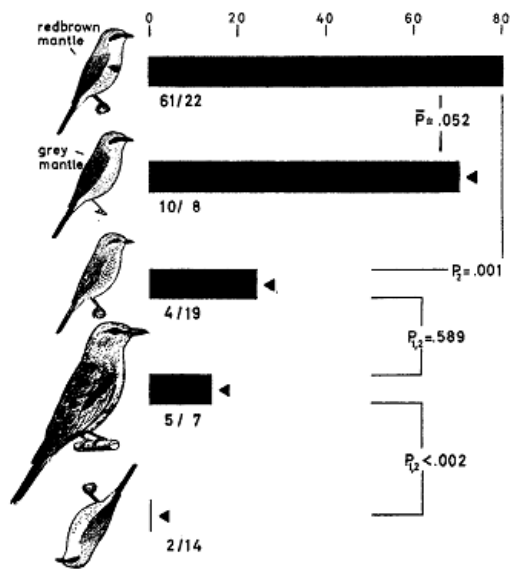 0 20 40 60 80
redbrown
mantle
61/22
P̄=.052
grey
mantle
10/ 8
P₂=.001
4/19
P₁,₂=.589
5/ 7
P₁,₂<.002
2/14